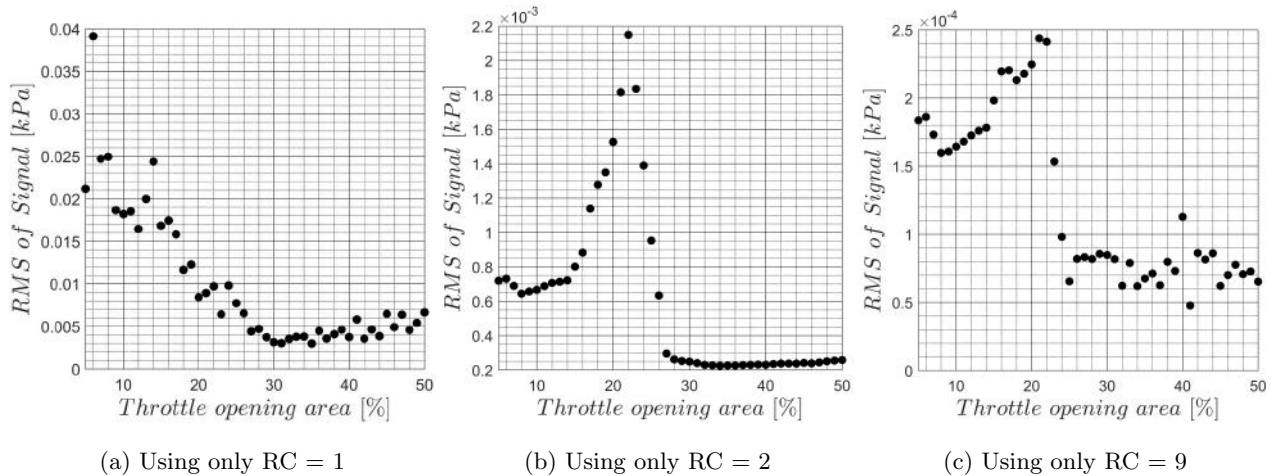 0.04
0.035
0.03
0.025
0.02
0.015
0.01
0.005
0
10 20 30 40 50
RMS of Signal [kPa]
Throttle opening area [%]
(a) Using only RC = 1
×10⁻³
2.2
2
1.8
1.6
1.4
1.2
1
0.8
0.6
0.4
0.2
10 20 30 40 50
RMS of Signal [kPa]
Throttle opening area [%]
(b) Using only RC = 2
×10⁻⁴
2.5
2
1.5
1
0.5
0
10 20 30 40 50
RMS of Signal [kPa]
Throttle opening area [%]
(c) Using only RC = 9